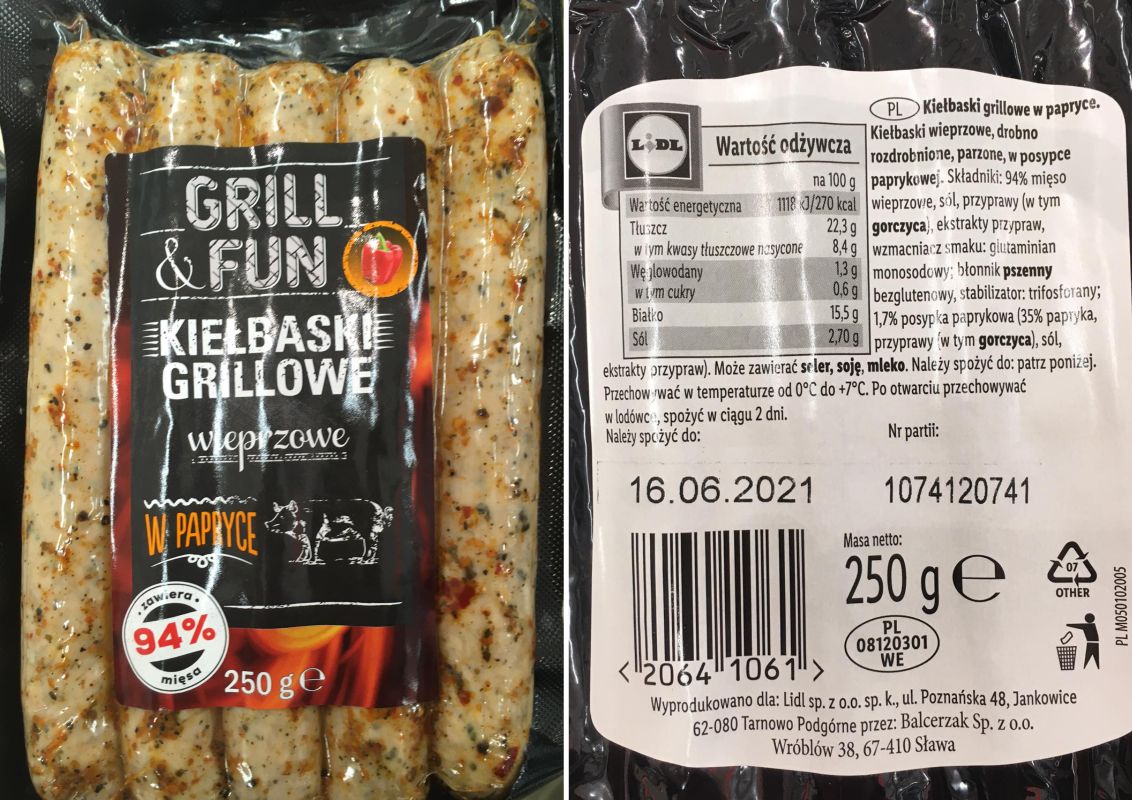 GRILL
& FUN
KIEŁBASKI
GRILLOWE
wieprzowe
W PAPRYCE
zawiera
94%
mięsa
250 g ℮
LIDL
Wartość odżywcza
na 100 g
Wartość energetyczna 1118 kJ/270 kcal
Tłuszcz 22,3 g
w tym kwasy tłuszczowe nasycone 8,4 g
Węglowodany 1,3 g
w tym cukry 0,6 g
Białko 15,5 g
Sól 2,70 g
PL Kiełbaski grillowe w papryce.
Kiełbaski wieprzowe, drobno
rozdrobnione, parzone, w posypce
paprykowej. Składniki: 94% mięso
wieprzowe, sól, przyprawy (w tym
gorczyca), ekstrakty przypraw,
wzmacniacz smaku: glutaminian
monosodowy; błonnik pszenny
bezglutenowy, stabilizator: trifosforany;
1,7% posypka paprykowa (35% papryka,
przyprawy (w tym gorczyca), sól,
ekstrakty przypraw). Może zawierać seler, soję, mleko. Należy spożyć do: patrz poniżej.
Przechowywać w temperaturze od 0°C do +7°C. Po otwarciu przechowywać
w lodówce, spożyć w ciągu 2 dni.
Należy spożyć do: Nr partii:
16.06.2021 1074120741
Masa netto:
250 g ℮
PL
08120301
WE
07
OTHER
PL M050102005
< 2064 1061 >
Wyprodukowano dla: Lidl sp. z o.o. sp. k., ul. Poznańska 48, Jankowice
62-080 Tarnowo Podgórne przez: Balcerzak Sp. z o.o.
Wróblów 38, 67-410 Sława